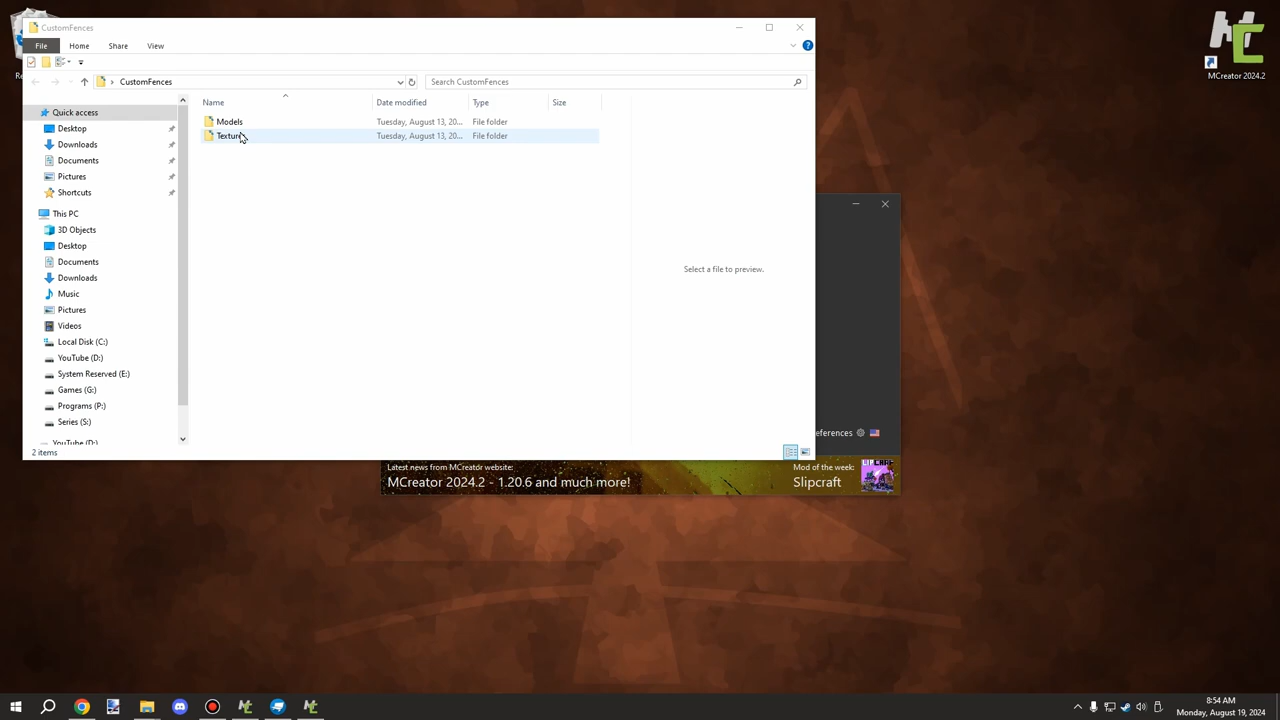 CustomFences
File Home Share View
CustomFences
Search CustomFences
Name Date modified Type Size
Models Tuesday, August 13, 20... File folder
Tuesday, August 13, 20... File folder
Quick access
Desktop
Downloads
Documents
Pictures
Shortcuts
This PC
3D Objects
Desktop
Documents
Downloads
Music
Pictures
Videos
Local Disk (C:)
YouTube (D:)
System Reserved (E:)
Games (G:)
Programs (P:)
Series (S:)
YouTube (D:)
Select a file to preview.
2 items
eferences
Latest news from MCreator website:
MCreator 2024.2 - 1.20.6 and much more!
Mod of the week:
Slipcraft
MCreator 2024.2
8:54 AM
Monday, August 19, 2024